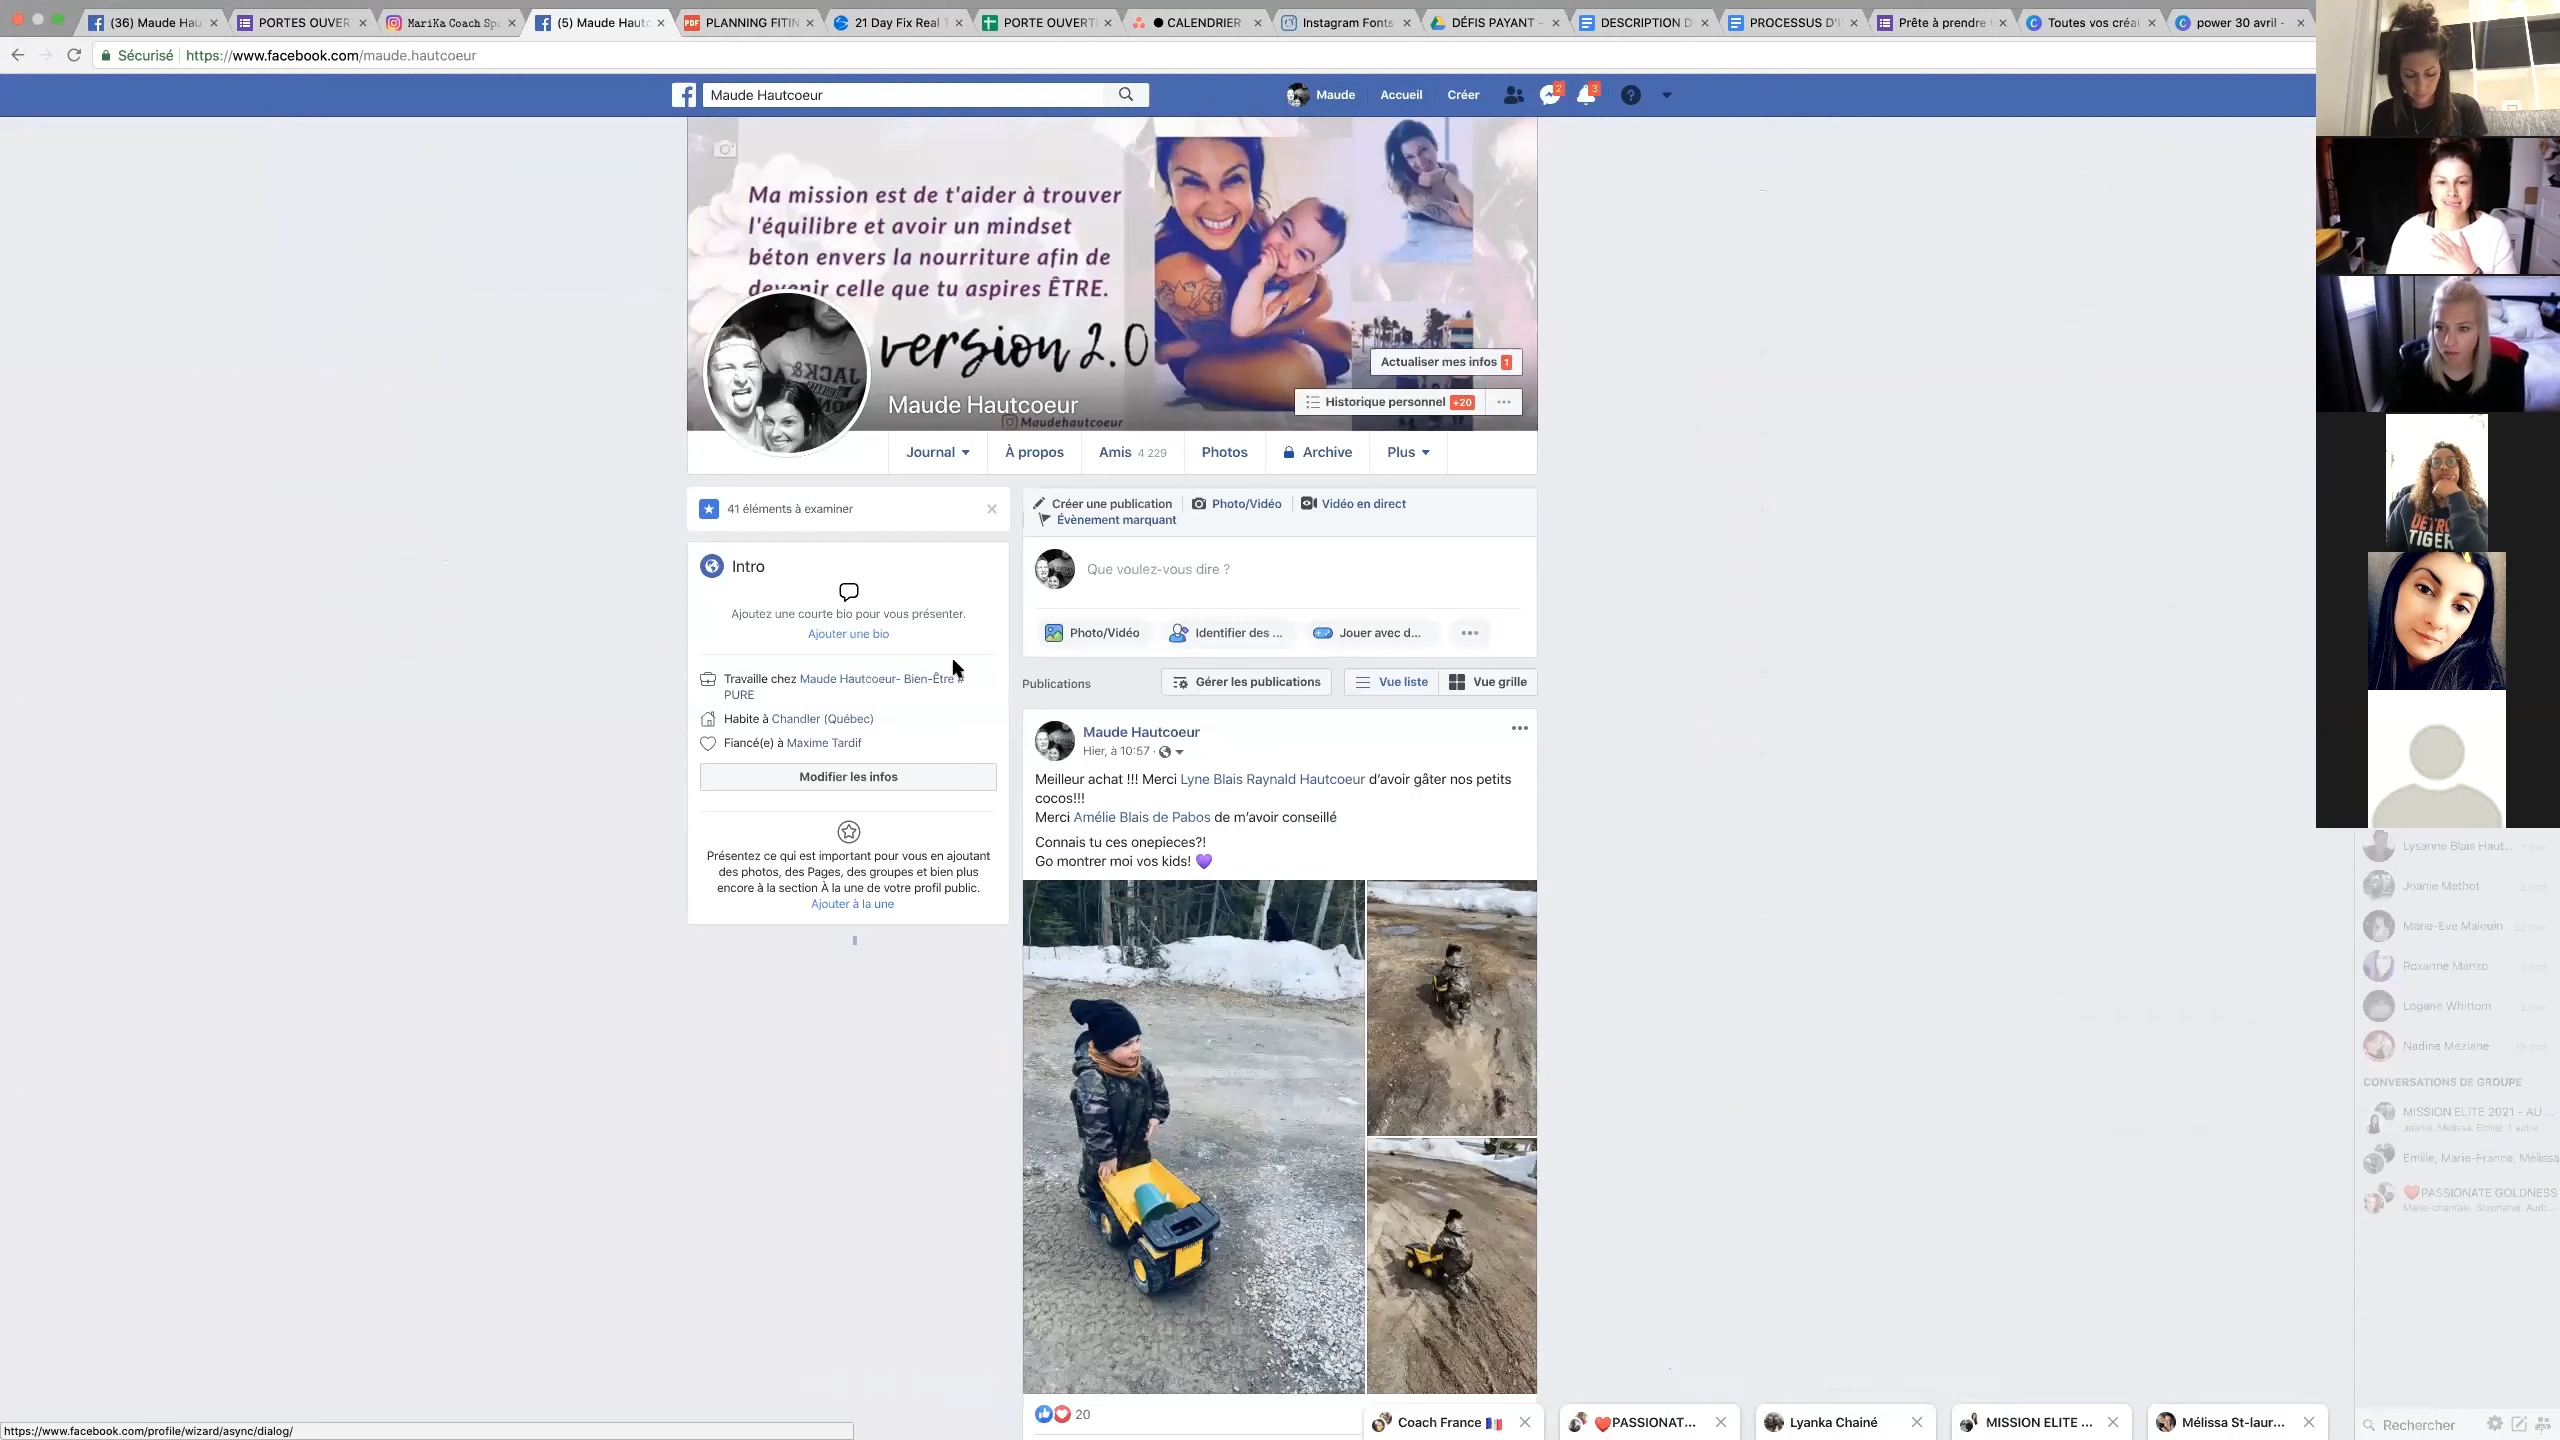 (36) Maude Hau
PORTES OUVER
MariKa Coach Spo
(5) Maude Hautc
PLANNING FITIN
21 Day Fix Real T
PORTE OUVERT
● CALENDRIER
Instagram Fonts
DÉFIS PAYANT -
DESCRIPTION D
PROCESSUS D'I
Prête à prendre
Toutes vos créa
power 30 avril -
Sécurisé
https://www.facebook.com/maude.hautcoeur
Maude Hautcoeur
Maude
Accueil
Créer
2
3
Ma mission est de t'aider à trouver
l'équilibre et avoir un mindset
béton envers la nourriture afin de
devenir celle que tu aspires ÊTRE.
version 2.0
Maude Hautcoeur
Maudehautcoeur
Actualiser mes infos 1
Historique personnel +20
Journal
À propos
Amis 4 229
Photos
Archive
Plus
41 éléments à examiner
Intro
Ajoutez une courte bio pour vous présenter.
Ajouter une bio
Travaille chez Maude Hautcoeur- Bien-Être #
PURE
Habite à Chandler (Québec)
Fiancé(e) à Maxime Tardif
Modifier les infos
Présentez ce qui est important pour vous en ajoutant
des photos, des Pages, des groupes et bien plus
encore à la section À la une de votre profil public.
Ajouter à la une
Créer une publication
Photo/Vidéo
Vidéo en direct
Évènement marquant
Que voulez-vous dire ?
Photo/Vidéo
Identifier des ...
Jouer avec d...
Publications
Gérer les publications
Vue liste
Vue grille
Maude Hautcoeur
Hier, à 10:57 ·
Meilleur achat !!! Merci Lyne Blais Raynald Hautcoeur d'avoir gâter nos petits
cocos!!!
Merci Amélie Blais de Pabos de m'avoir conseillé
Connais tu ces onepieces?!
Go montrer moi vos kids! 💜
20
DETRO
TIGER
Lysanne Blais Haut...
Joanie Methot
Marie-Eve Malouin
Roxanne Manzo
Logane Whittom
Nadine Meziane
CONVERSATIONS DE GROUPE
MISSION ELITE 2021 - AU ...
Joanie, Mélissa, Emilie, 1 autre
Emilie, Marie-France, Mélissa
❤️PASSIONATE GOLDNESS
Marie-chantale, Stephanie, Audr...
Rechercher
https://www.facebook.com/profile/wizard/async/dialog/
Coach France 🇫🇷
❤️PASSIONAT...
Lyanka Chainé
MISSION ELITE ...
Mélissa St-laur...